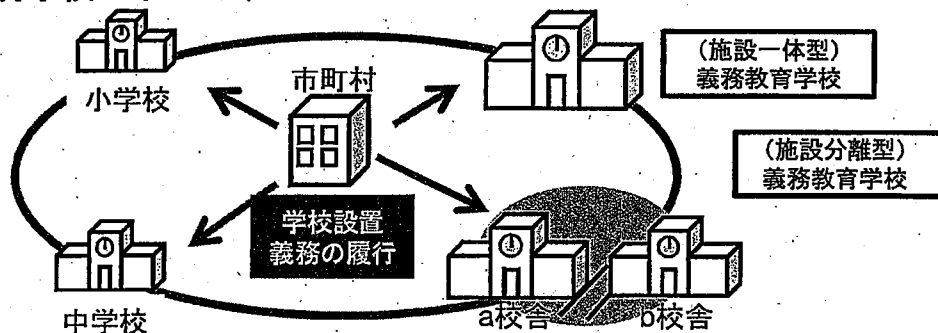 小学校
市町村
(施設一体型)
義務教育学校
(施設分離型)
義務教育学校
学校設置
義務の履行
中学校
a校舎
b校舎